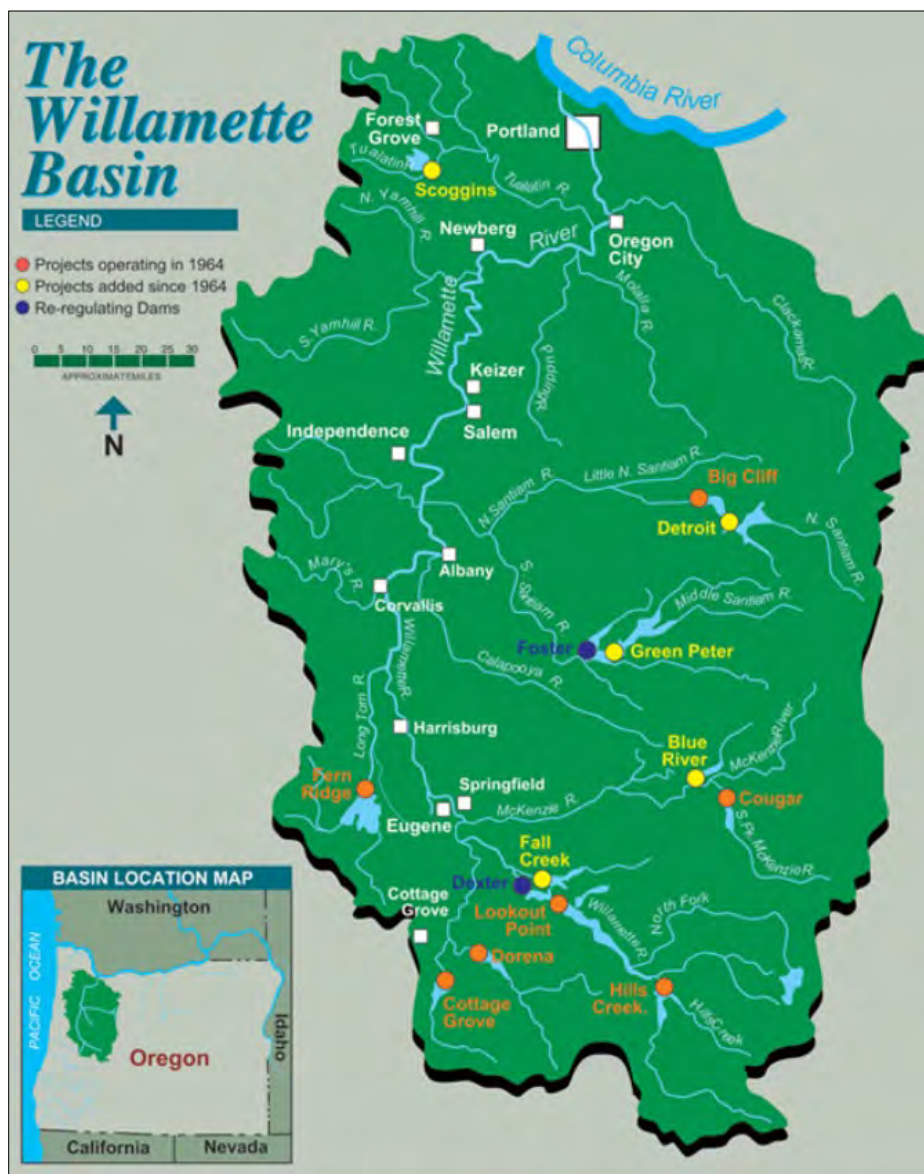 The
Willamette
Basin
LEGEND
Projects operating in 1964
Projects added since 1964
Re-regulating Dams
0 5 10 15 20 25 30
APPROXIMATEMILES
N
Columbia River
Forest
Grove
Portland
Tualatin R.
Scoggins
Tualatin R.
N. Yamhill R.
Newberg
River
Oregon
City
Willamette
Molalla R.
Clackamas R.
S. Yamhill R.
Pudding R.
Keizer
Salem
Independence
Little N. Santiam R.
Big Cliff
N. Santiam R.
Detroit
N. Santiam R.
Mary's R.
Albany
S. Santiam R.
Corvallis
Middle Santiam R.
Willamette R.
Foster
Green Peter
Calapooya R.
Long Tom R.
Harrisburg
Blue
River
McKenzie River
Fern
Ridge
Springfield
McKenzie R.
Cougar
Eugene
S. Fk. McKenzie R.
Fall
Creek
Dexter
Cottage
Grove
Lookout
Point
Willamette R.
North Fork
Dorena
Cottage
Grove
Hills
Creek.
Hills Creek
BASIN LOCATION MAP
Washington
PACIFIC OCEAN
Idaho
Oregon
California
Nevada